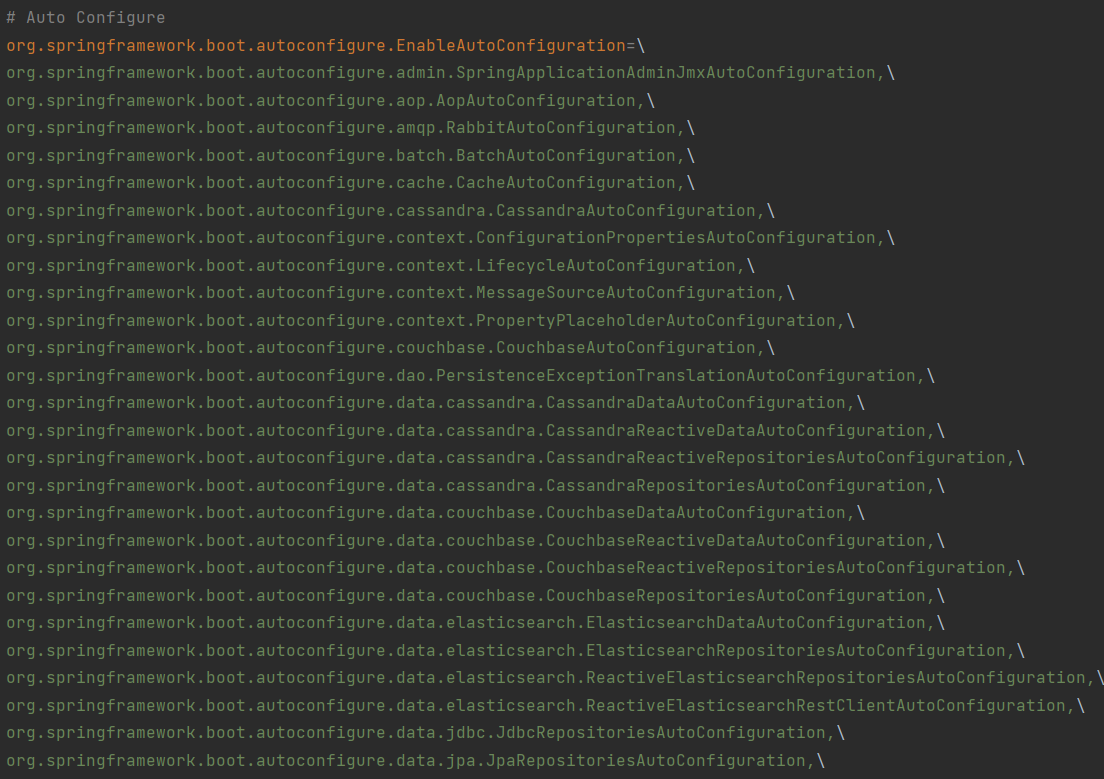 # Auto Configure
org.springframework.boot.autoconfigure.EnableAutoConfiguration=\
org.springframework.boot.autoconfigure.admin.SpringApplicationAdminJmxAutoConfiguration,\
org.springframework.boot.autoconfigure.aop.AopAutoConfiguration,\
org.springframework.boot.autoconfigure.amqp.RabbitAutoConfiguration,\
org.springframework.boot.autoconfigure.batch.BatchAutoConfiguration,\
org.springframework.boot.autoconfigure.cache.CacheAutoConfiguration,\
org.springframework.boot.autoconfigure.cassandra.CassandraAutoConfiguration,\
org.springframework.boot.autoconfigure.context.ConfigurationPropertiesAutoConfiguration,\
org.springframework.boot.autoconfigure.context.LifecycleAutoConfiguration,\
org.springframework.boot.autoconfigure.context.MessageSourceAutoConfiguration,\
org.springframework.boot.autoconfigure.context.PropertyPlaceholderAutoConfiguration,\
org.springframework.boot.autoconfigure.couchbase.CouchbaseAutoConfiguration,\
org.springframework.boot.autoconfigure.dao.PersistenceExceptionTranslationAutoConfiguration,\
org.springframework.boot.autoconfigure.data.cassandra.CassandraDataAutoConfiguration,\
org.springframework.boot.autoconfigure.data.cassandra.CassandraReactiveDataAutoConfiguration,\
org.springframework.boot.autoconfigure.data.cassandra.CassandraReactiveRepositoriesAutoConfiguration,\
org.springframework.boot.autoconfigure.data.cassandra.CassandraRepositoriesAutoConfiguration,\
org.springframework.boot.autoconfigure.data.couchbase.CouchbaseDataAutoConfiguration,\
org.springframework.boot.autoconfigure.data.couchbase.CouchbaseReactiveDataAutoConfiguration,\
org.springframework.boot.autoconfigure.data.couchbase.CouchbaseReactiveRepositoriesAutoConfiguration,\
org.springframework.boot.autoconfigure.data.couchbase.CouchbaseRepositoriesAutoConfiguration,\
org.springframework.boot.autoconfigure.data.elasticsearch.ElasticsearchDataAutoConfiguration,\
org.springframework.boot.autoconfigure.data.elasticsearch.ElasticsearchRepositoriesAutoConfiguration,\
org.springframework.boot.autoconfigure.data.elasticsearch.ReactiveElasticsearchRepositoriesAutoConfiguration,\
org.springframework.boot.autoconfigure.data.elasticsearch.ReactiveElasticsearchRestClientAutoConfiguration,\
org.springframework.boot.autoconfigure.data.jdbc.JdbcRepositoriesAutoConfiguration,\
org.springframework.boot.autoconfigure.data.jpa.JpaRepositoriesAutoConfiguration,\